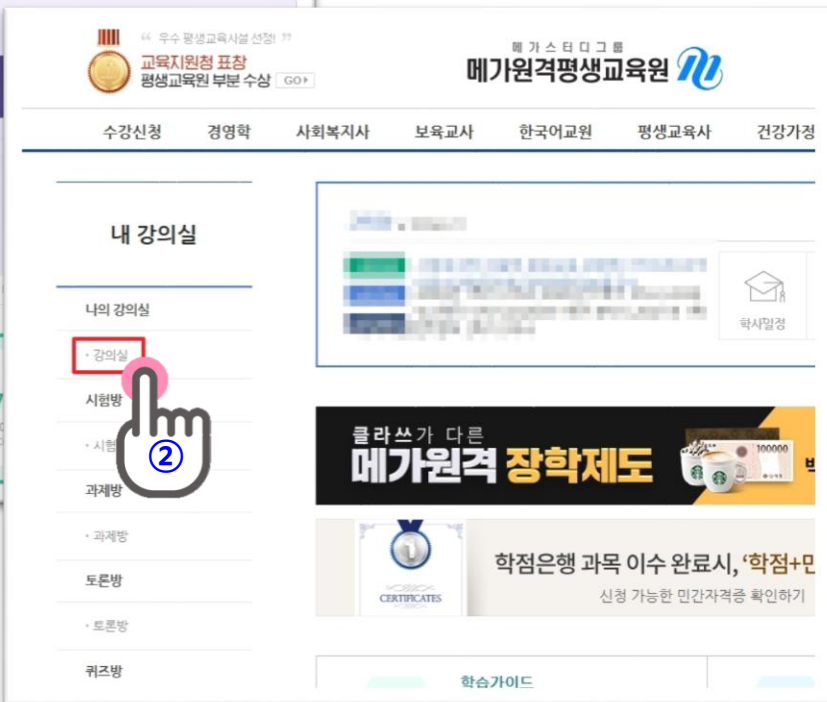 “ 우수 평생교육시설 선정! ”
교육지원청 표창
평생교육원 부분 수상 GO
메가스터디그룹
메가원격평생교육원
수강신청 경영학 사회복지사 보육교사 한국어교원 평생교육사 건강가정
내 강의실
나의 강의실
· 강의실
시험방
· 시험
②
과제방
· 과제방
토론방
· 토론방
퀴즈방
학사일정
클라쓰가 다른
메가원격 장학제도
100000
CERTIFICATES
학점은행 과목 이수 완료시, ‘학점+민
신청 가능한 민간자격증 확인하기
학습가이드